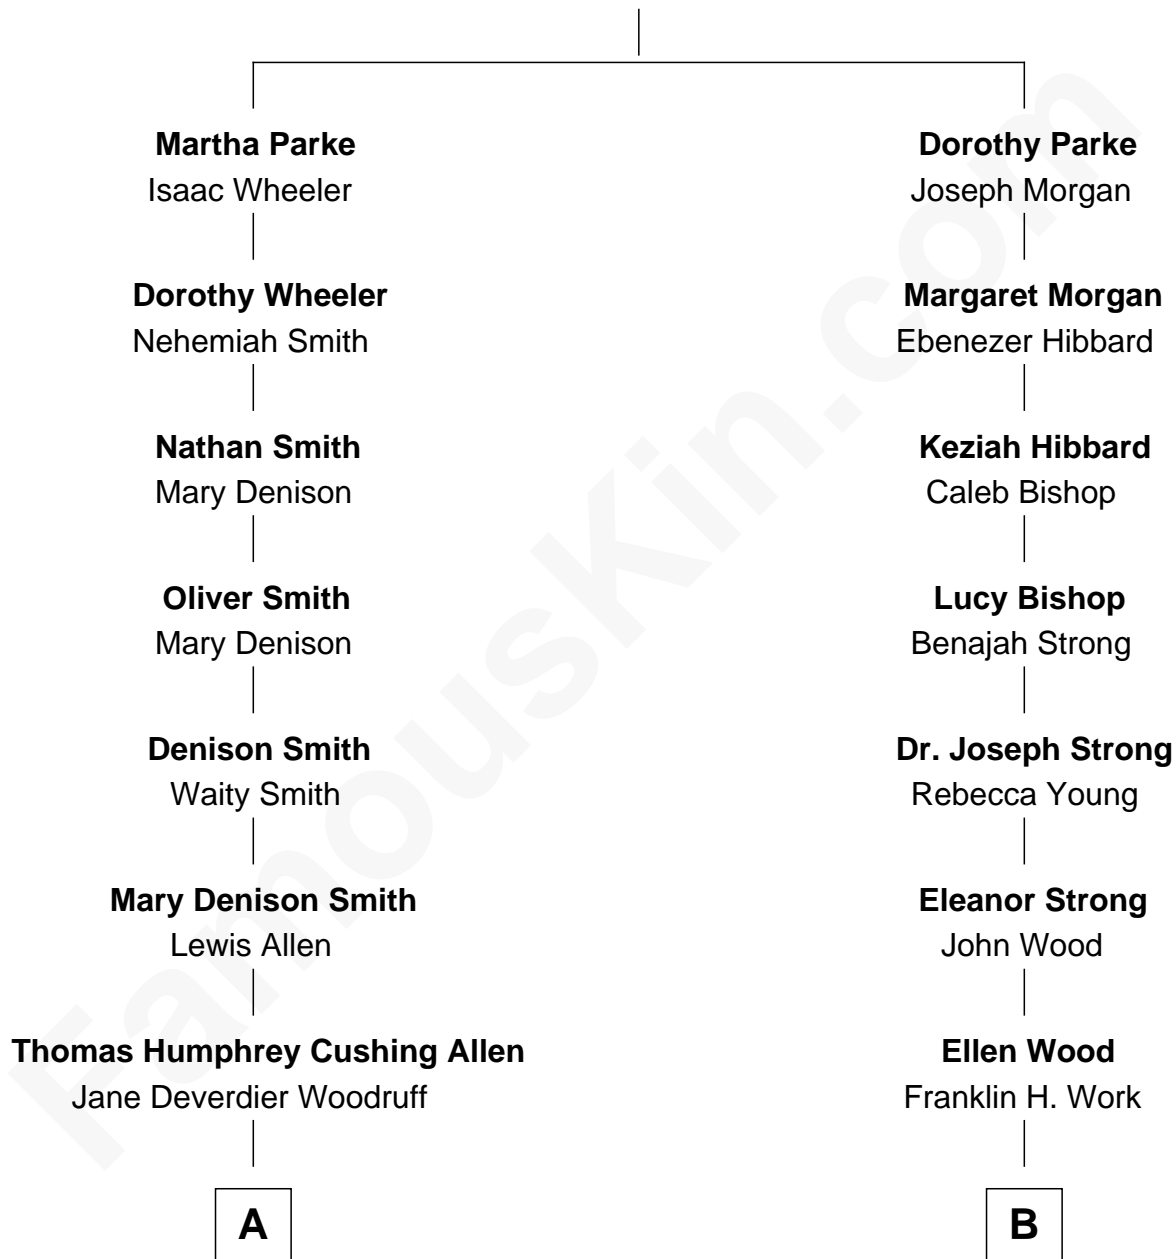 Martha Parke
Isaac Wheeler
Dorothy Wheeler
Nehemiah Smith
Nathan Smith
Mary Denison
Oliver Smith
Mary Denison
Denison Smith
Waity Smith
Mary Denison Smith
Lewis Allen
Thomas Humphrey Cushing Allen
Jane Deverdier Woodruff
A
Dorothy Parke
Joseph Morgan
Margaret Morgan
Ebenezer Hibbard
Keziah Hibbard
Caleb Bishop
Lucy Bishop
Benajah Strong
Dr. Joseph Strong
Rebecca Young
Eleanor Strong
John Wood
Ellen Wood
Franklin H. Work
B
FamousKin.com